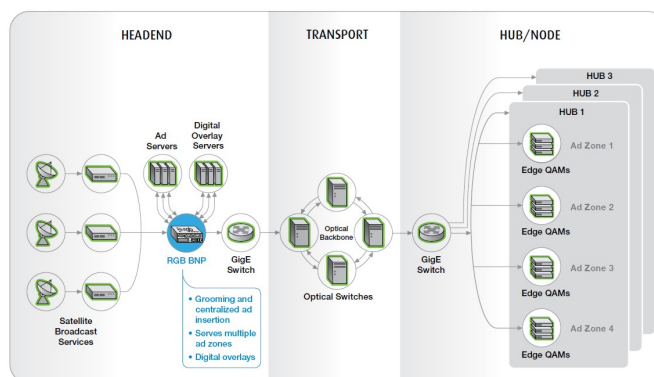 HEADEND
TRANSPORT
HUB/NODE
HUB 3
HUB 2
HUB 1
Ad
Servers
Digital
Overlay
Servers
Ad Zone 1
Edge QAMs
Ad Zone 2
Edge QAMs
Optical
Backbone
RGB BNP
GigE
Switch
GigE
Switch
Optical Switches
Ad Zone 3
Edge QAMs
Satellite
Broadcast
Services
• Grooming and
centralized ad
insertion
• Serves multiple
ad zones
• Digital overlays
Ad Zone 4
Edge QAMs